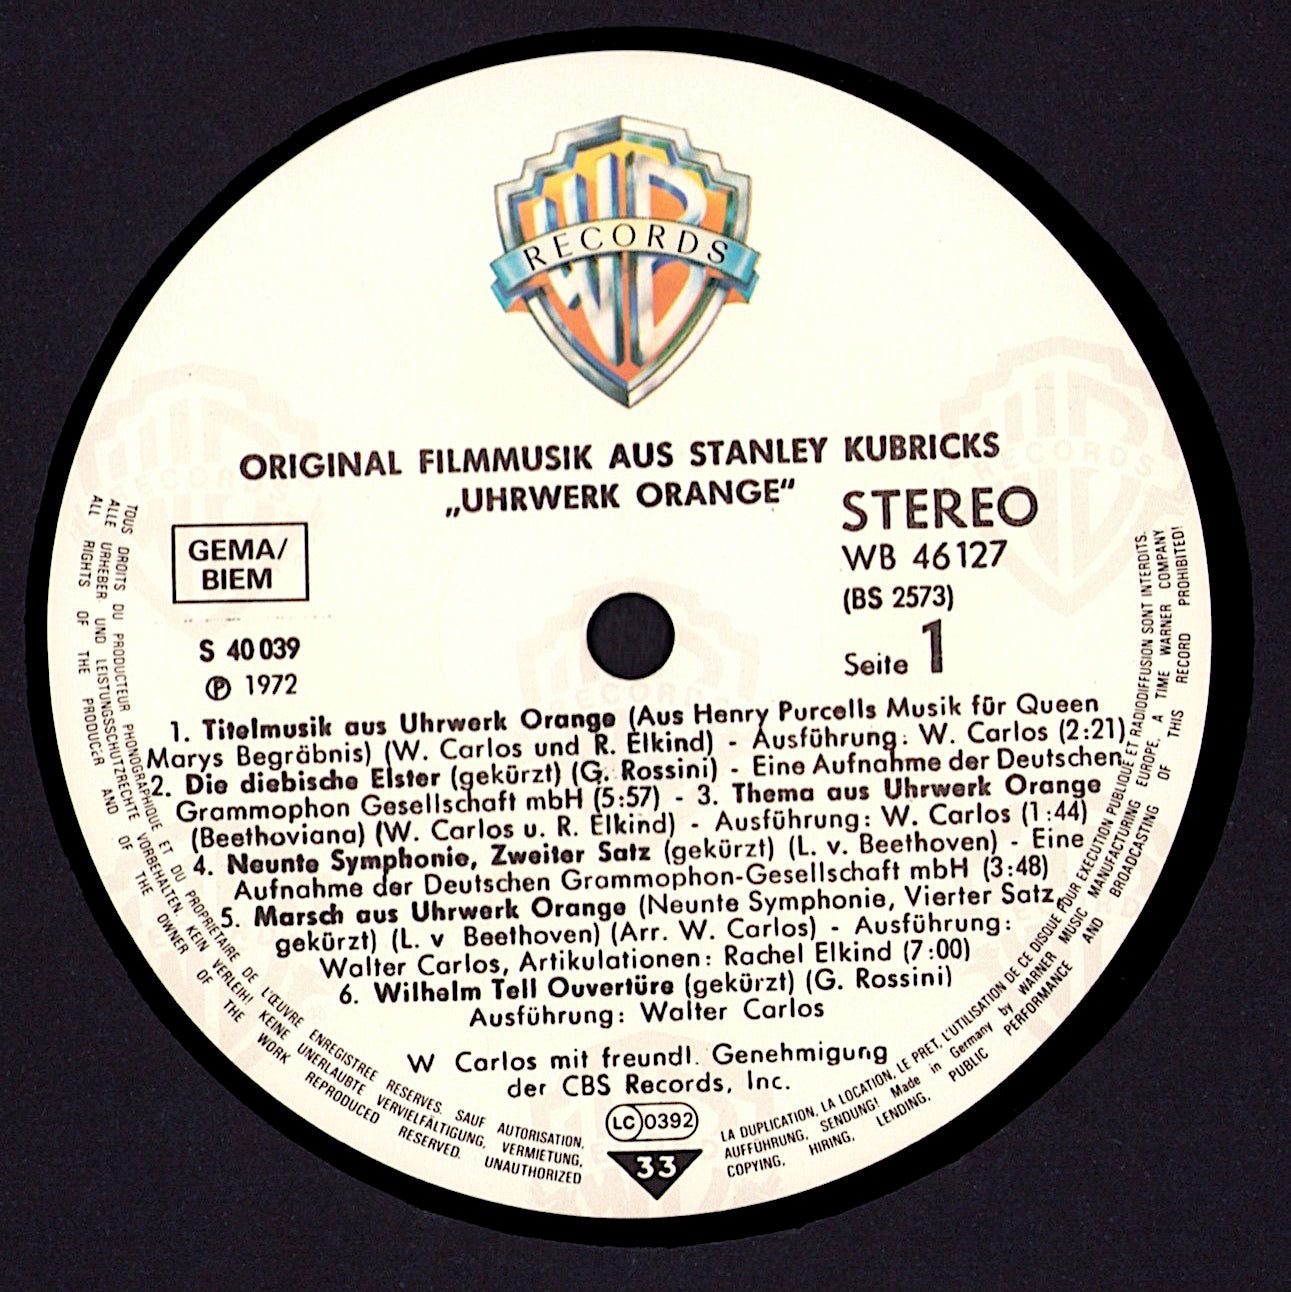 WB
RECORDS
ORIGINAL FILMMUSIK AUS STANLEY KUBRICKS
„UHRWERK ORANGE“
STEREO
WB 46 127
(BS 2573)
Seite 1
GEMA/
BIEM
S 40 039
℗ 1972
1. Titelmusik aus Uhrwerk Orange (Aus Henry Purcells Musik für Queen
Marys Begräbnis) (W. Carlos und R. Elkind) - Ausführung: W. Carlos (2:21)
2. Die diebische Elster (gekürzt) (G. Rossini) - Eine Aufnahme der Deutschen
Grammophon Gesellschaft mbH (5:57) - 3. Thema aus Uhrwerk Orange
(Beethoviana) (W. Carlos u. R. Elkind) - Ausführung: W. Carlos (1:44)
4. Neunte Symphonie, Zweiter Satz (gekürzt) (L. v. Beethoven) - Eine
Aufnahme der Deutschen Grammophon-Gesellschaft mbH (3:48)
5. Marsch aus Uhrwerk Orange (Neunte Symphonie, Vierter Satz,
gekürzt) (L. v Beethoven) (Arr. W. Carlos) - Ausführung:
Walter Carlos, Artikulationen: Rachel Elkind (7:00)
6. Wilhelm Tell Ouvertüre (gekürzt) (G. Rossini)
Ausführung: Walter Carlos
W Carlos mit freundl. Genehmigung
der CBS Records, Inc.
LC 0392
33
TOUS DROITS DU PRODUCTEUR PHONOGRAPHIQUE ET DU PROPRIETAIRE DE L'ŒUVRE ENREGISTREE RESERVES. SAUF AUTORISATION, LA DUPLICATION, LA LOCATION, LE PRET, L'UTILISATION DE CE DISQUE POUR EXECUTION PUBLIQUE ET RADIODIFFUSION SONT INTERDITS.
ALLE URHEBER- UND LEISTUNGSSCHUTZRECHTE VORBEHALTEN. KEIN VERLEIH! KEINE UNERLAUBTE VERVIELFÄLTIGUNG, VERMIETUNG, AUFFÜHRUNG, SENDUNG! Made in Germany by WARNER MUSIC MANUFACTURING EUROPE. A TIME WARNER COMPANY
ALL RIGHTS OF THE PRODUCER AND OF THE OWNER OF THE WORK REPRODUCED RESERVED. UNAUTHORIZED COPYING, HIRING, LENDING, PUBLIC PERFORMANCE AND BROADCASTING OF THIS RECORD PROHIBITED!